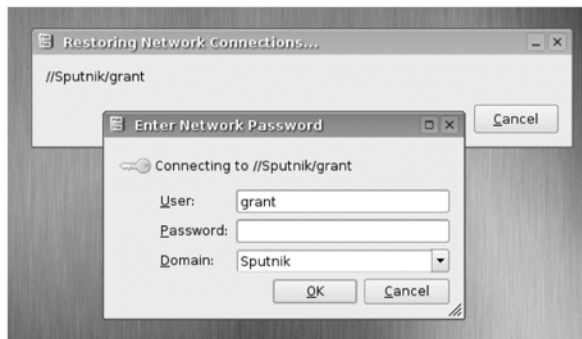 Restoring Network Connections...
//Sputnik/grant
Cancel
Enter Network Password
Connecting to //Sputnik/grant
User: grant
Password:
Domain: Sputnik
OK Cancel